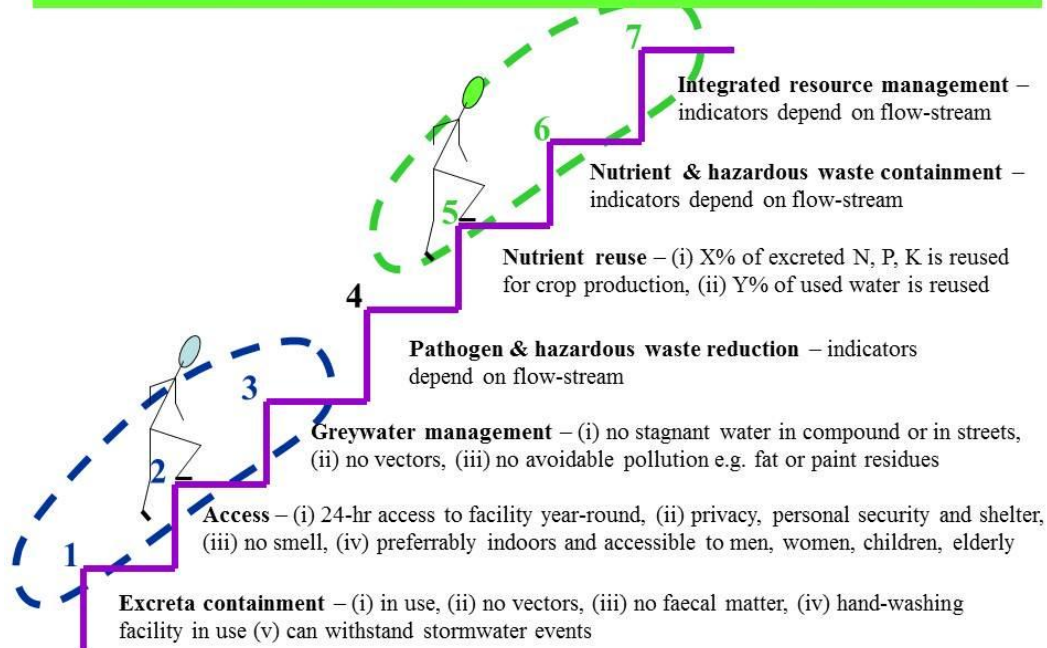 7
Integrated resource management –
indicators depend on flow-stream
6
Nutrient & hazardous waste containment –
indicators depend on flow-stream
5
Nutrient reuse – (i) X% of excreted N, P, K is reused
for crop production, (ii) Y% of used water is reused
4
Pathogen & hazardous waste reduction – indicators
depend on flow-stream
3
Greywater management – (i) no stagnant water in compound or in streets,
(ii) no vectors, (iii) no avoidable pollution e.g. fat or paint residues
2
Access – (i) 24-hr access to facility year-round, (ii) privacy, personal security and shelter,
(iii) no smell, (iv) preferrably indoors and accessible to men, women, children, elderly
1
Excreta containment – (i) in use, (ii) no vectors, (iii) no faecal matter, (iv) hand-washing
facility in use (v) can withstand stormwater events